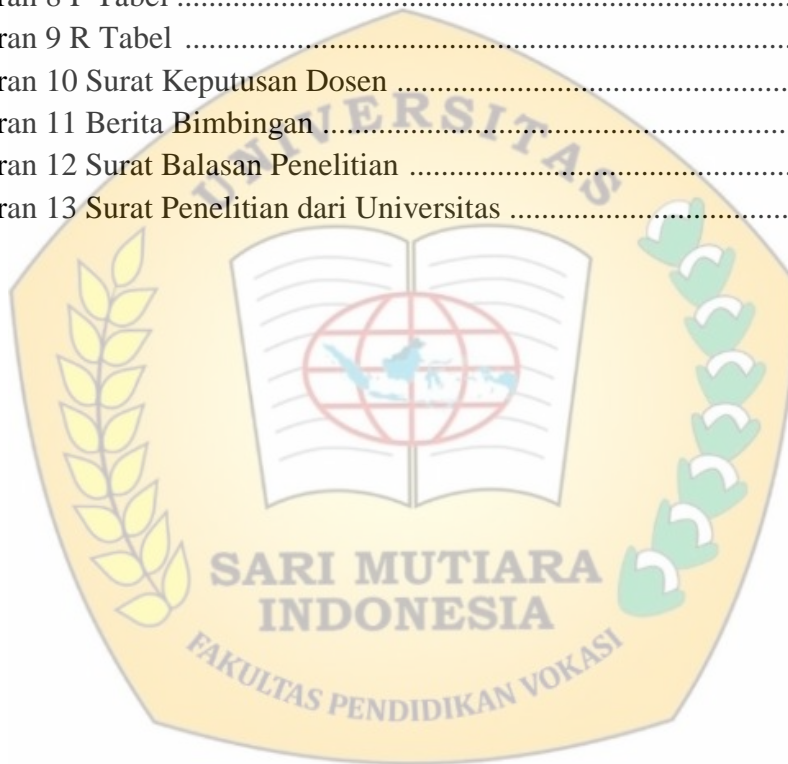 ran 8 F Tabel ........................................................................................
ran 9 R Tabel ........................................................................................
ran 10 Surat Keputusan Dosen ..........................................................
ran 11 Berita Bimbingan .....................................................................
ran 12 Surat Balasan Penelitian .........................................................
ran 13 Surat Penelitian dari Universitas ..........................................
UNIVERSITAS
SARI MUTIARA
INDONESIA
FAKULTAS PENDIDIKAN VOKASI